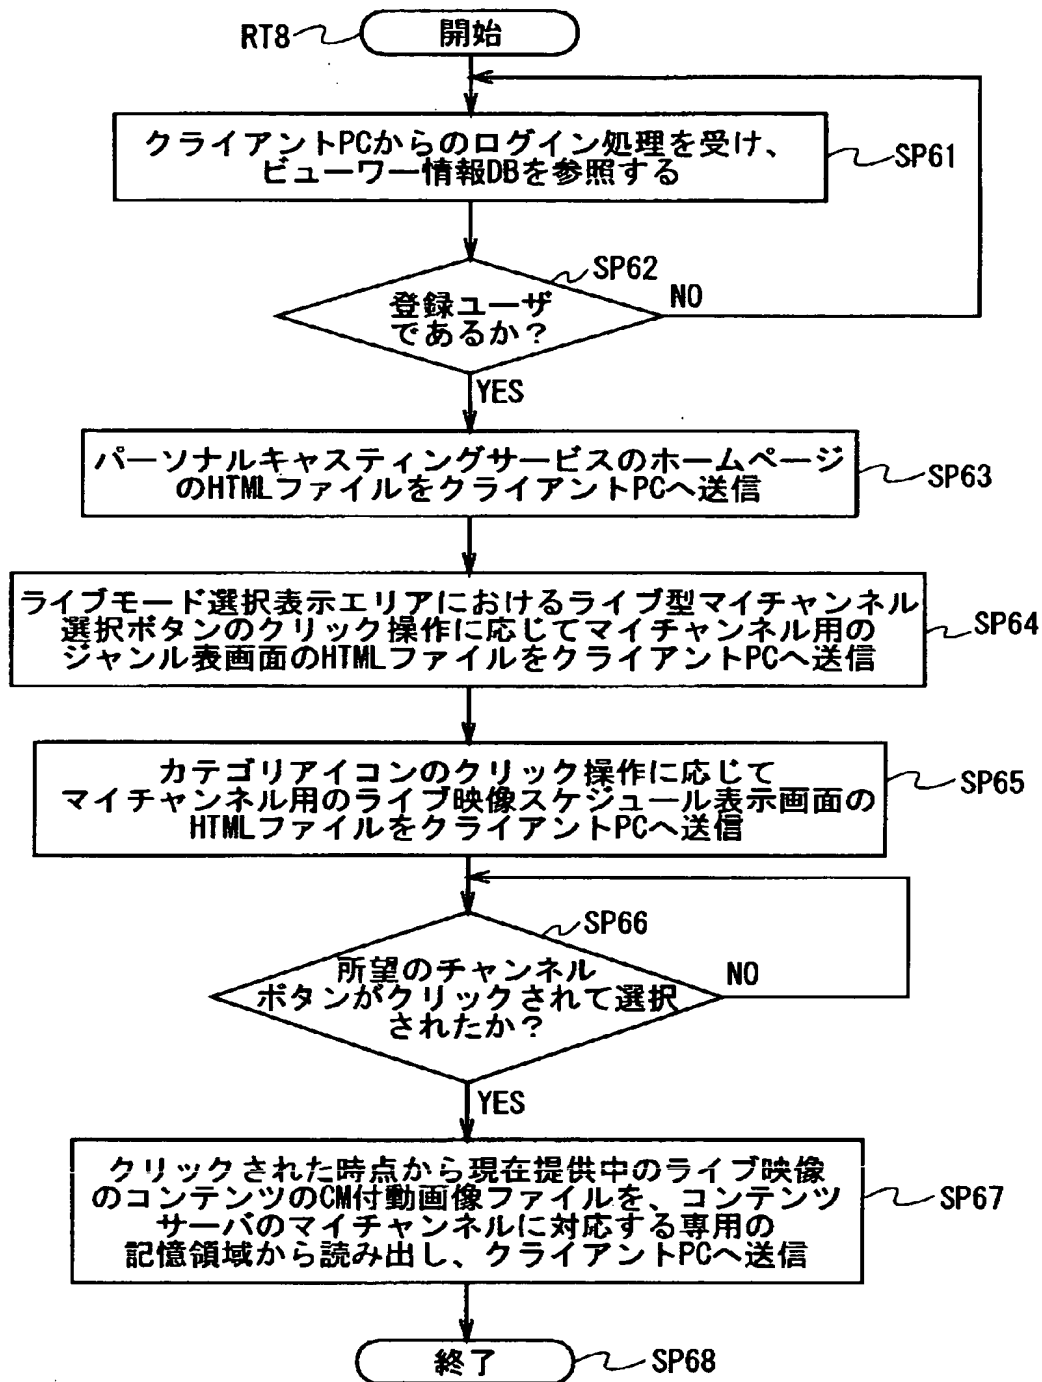 RT8
開始
クライアントPCからのログイン処理を受け、
ビューワー情報DBを参照する
SP61
SP62
登録ユーザ
であるか？
NO
YES
パーソナルキャスティングサービスのホームページ
のHTMLファイルをクライアントPCへ送信
SP63
ライブモード選択表示エリアにおけるライブ型マイチャンネル
選択ボタンのクリック操作に応じてマイチャンネル用の
ジャンル表画面のHTMLファイルをクライアントPCへ送信
SP64
カテゴリアイコンのクリック操作に応じて
マイチャンネル用のライブ映像スケジュール表示画面の
HTMLファイルをクライアントPCへ送信
SP65
SP66
所望のチャンネル
ボタンがクリックされて選択
されたか？
NO
YES
クリックされた時点から現在提供中のライブ映像
のコンテンツのCM付動画像ファイルを、コンテンツ
サーバのマイチャンネルに対応する専用の
記憶領域から読み出し、クライアントPCへ送信
SP67
終了
SP68